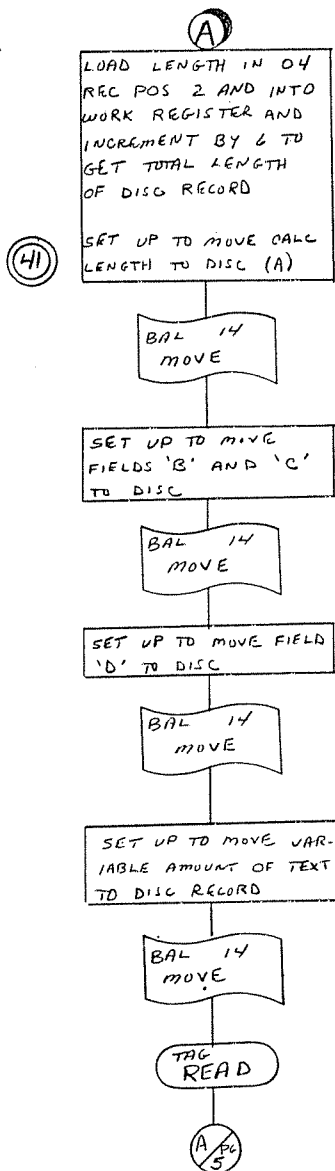 A
LOAD LENGTH IN 04
REC POS 2 AND INTO
WORK REGISTER AND
INCREMENT BY 6 TO
GET TOTAL LENGTH
OF DISC RECORD
SET UP TO MOVE CALC
LENGTH TO DISC (A)
41
BAL 14
MOVE
SET UP TO MOVE
FIELDS 'B' AND 'C'
TO DISC
BAL 14
MOVE
SET UP TO MOVE FIELD
'D' TO DISC
BAL 14
MOVE
SET UP TO MOVE VAR-
IABLE AMOUNT OF TEXT
TO DISC RECORD
BAL 14
MOVE
TAG
READ
A PG
5